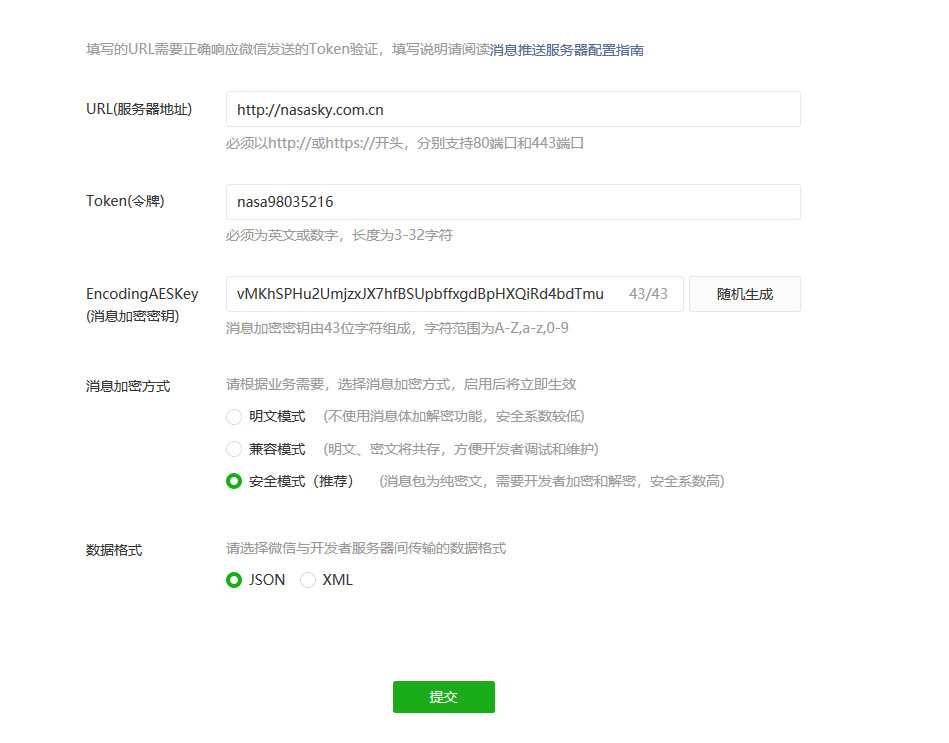 填写的URL需要正确响应微信发送的Token验证，填写说明请阅读消息推送服务器配置指南
URL(服务器地址)
http://nasasky.com.cn
必须以http://或https://开头，分别支持80端口和443端口
Token(令牌)
nasa98035216
必须为英文或数字，长度为3-32字符
EncodingAESKey
(消息加密密钥)
vMKhSPHu2UmjzxJX7hfBSUpbffxgdBpHXQiRd4bdTmu 43/43 随机生成
消息加密密钥由43位字符组成，字符范围为A-Z,a-z,0-9
消息加密方式
请根据业务需要，选择消息加密方式，启用后将立即生效
明文模式 (不使用消息体加解密功能，安全系数较低)
兼容模式 (明文、密文将共存，方便开发者调试和维护)
安全模式（推荐） (消息包为纯密文，需要开发者加密和解密，安全系数高)
数据格式
请选择微信与开发者服务器间传输的数据格式
JSON XML
提交